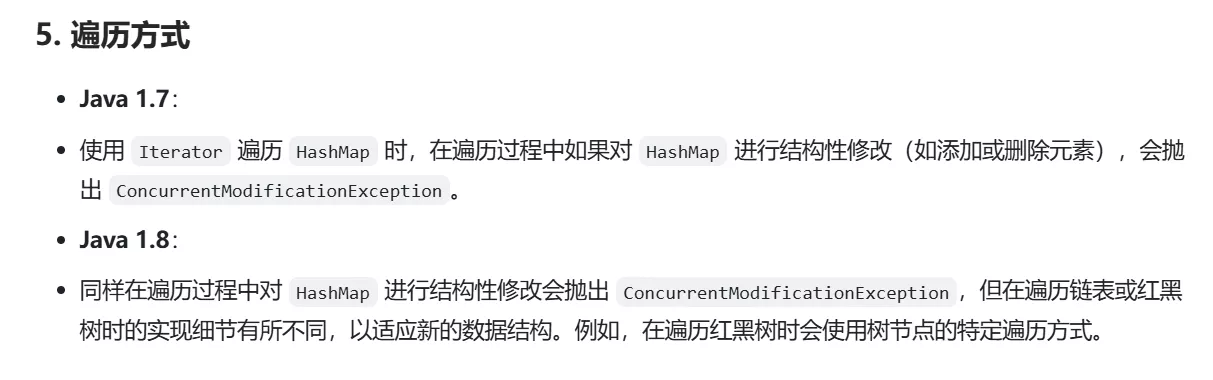 5. 遍历方式
• Java 1.7：
• 使用 Iterator 遍历 HashMap 时，在遍历过程中如果对 HashMap 进行结构性修改（如添加或删除元素），会抛
出 ConcurrentModificationException。
• Java 1.8：
• 同样在遍历过程中对 HashMap 进行结构性修改会抛出 ConcurrentModificationException，但在遍历链表或红黑
树时的实现细节有所不同，以适应新的数据结构。例如，在遍历红黑树时会使用树节点的特定遍历方式。